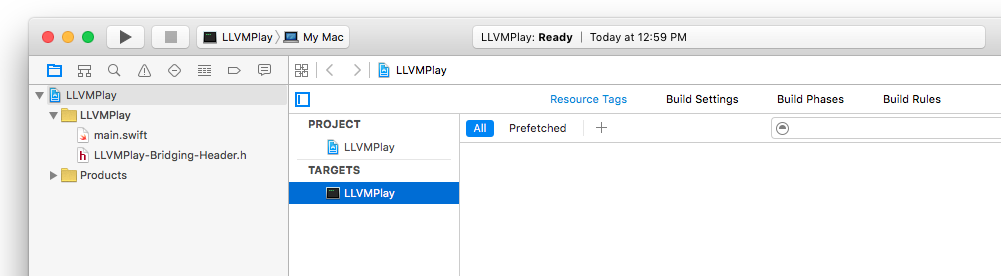 LLVMPlay My Mac LLVMPlay: Ready | Today at 12:59 PM
LLVMPlay
LLVMPlay
Resource Tags Build Settings Build Phases Build Rules
LLVMPlay
PROJECT
All Prefetched
main.swift
LLVMPlay
h LLVMPlay-Bridging-Header.h
TARGETS
Products
LLVMPlay